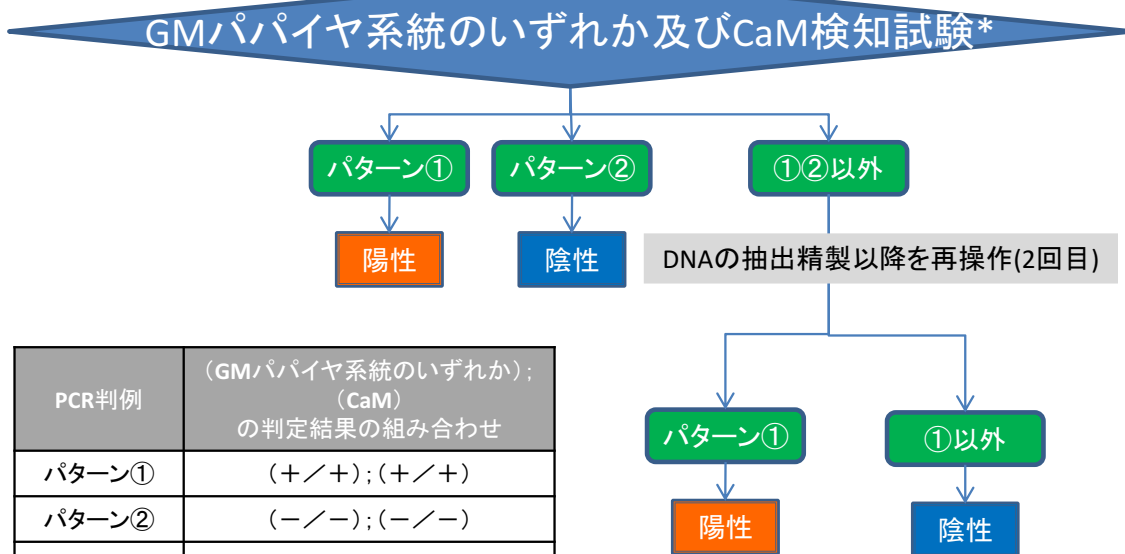 GMパパイヤ系統のいずれか及びCaM検知試験*
パターン①
パターン②
①②以外
陽性
陰性
DNAの抽出精製以降を再操作(2回目)
パターン①
①以外
陽性
陰性
PCR判例
（GMパパイヤ系統のいずれか）;
（CaM）
の判定結果の組み合わせ
パターン①
（＋／＋）;（＋／＋）
パターン②
（－／－）;（－／－）